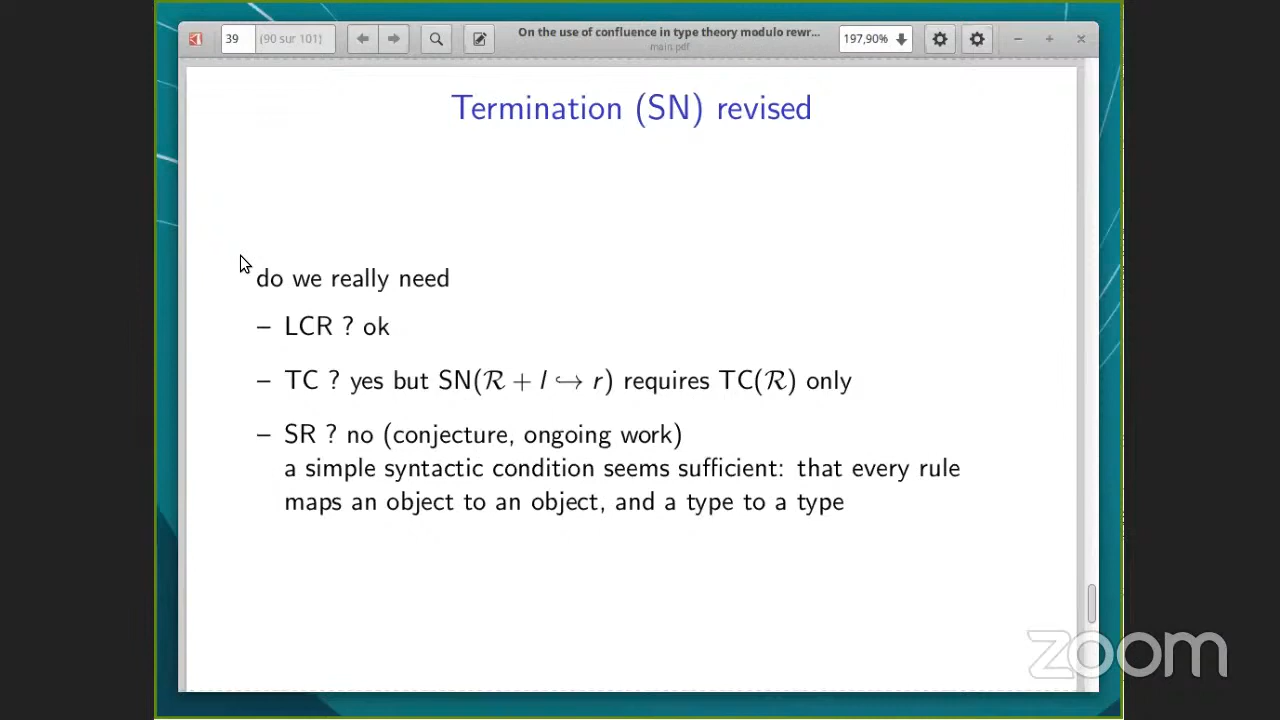 39
(90 sur 101)
On the use of confluence in type theory modulo rewr...
main.pdf
197,90%
Termination (SN) revised
do we really need
– LCR ? ok
– TC ? yes but SN(ℛ + l ↪ r) requires TC(ℛ) only
– SR ? no (conjecture, ongoing work)
a simple syntactic condition seems sufficient: that every rule
maps an object to an object, and a type to a type
zoom